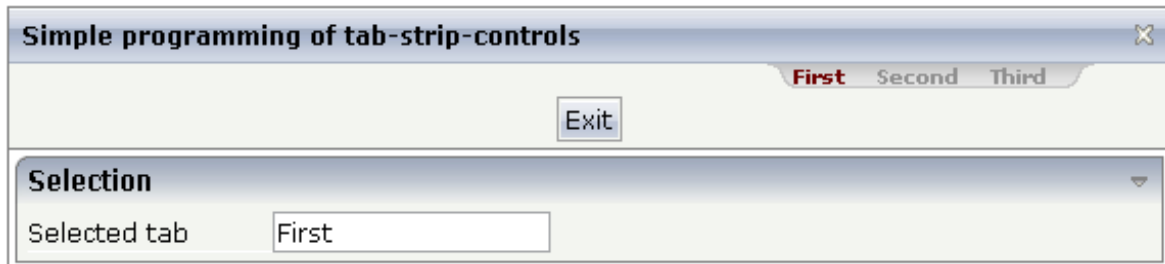 Simple programming of tab-strip-controls
First Second Third
Exit
Selection
Selected tab First